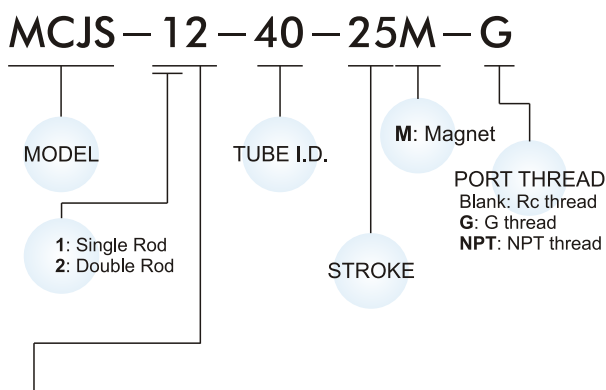 MCJS – 12 – 40 – 25M – G
MODEL
TUBE I.D.
M: Magnet
PORT THREAD
Blank: Rc thread
G: G thread
NPT: NPT thread
1: Single Rod
2: Double Rod
STROKE